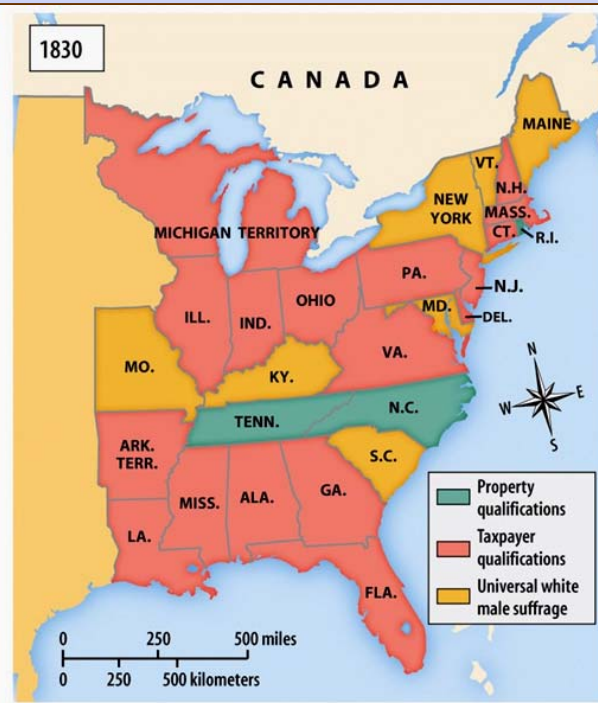 1830
CANADA
MAINE
VT.
N.H.
NEW
YORK
MASS.
CT.
R.I.
MICHIGAN TERRITORY
PA.
N.J.
OHIO
ILL.
IND.
MD.
DEL.
MO.
KY.
VA.
TENN.
N.C.
ARK.
TERR.
S.C.
MISS.
ALA.
GA.
LA.
FLA.
N
W
E
S
Property
qualifications
Taxpayer
qualifications
Universal white
male suffrage
0 250 500 miles
0 250 500 kilometers